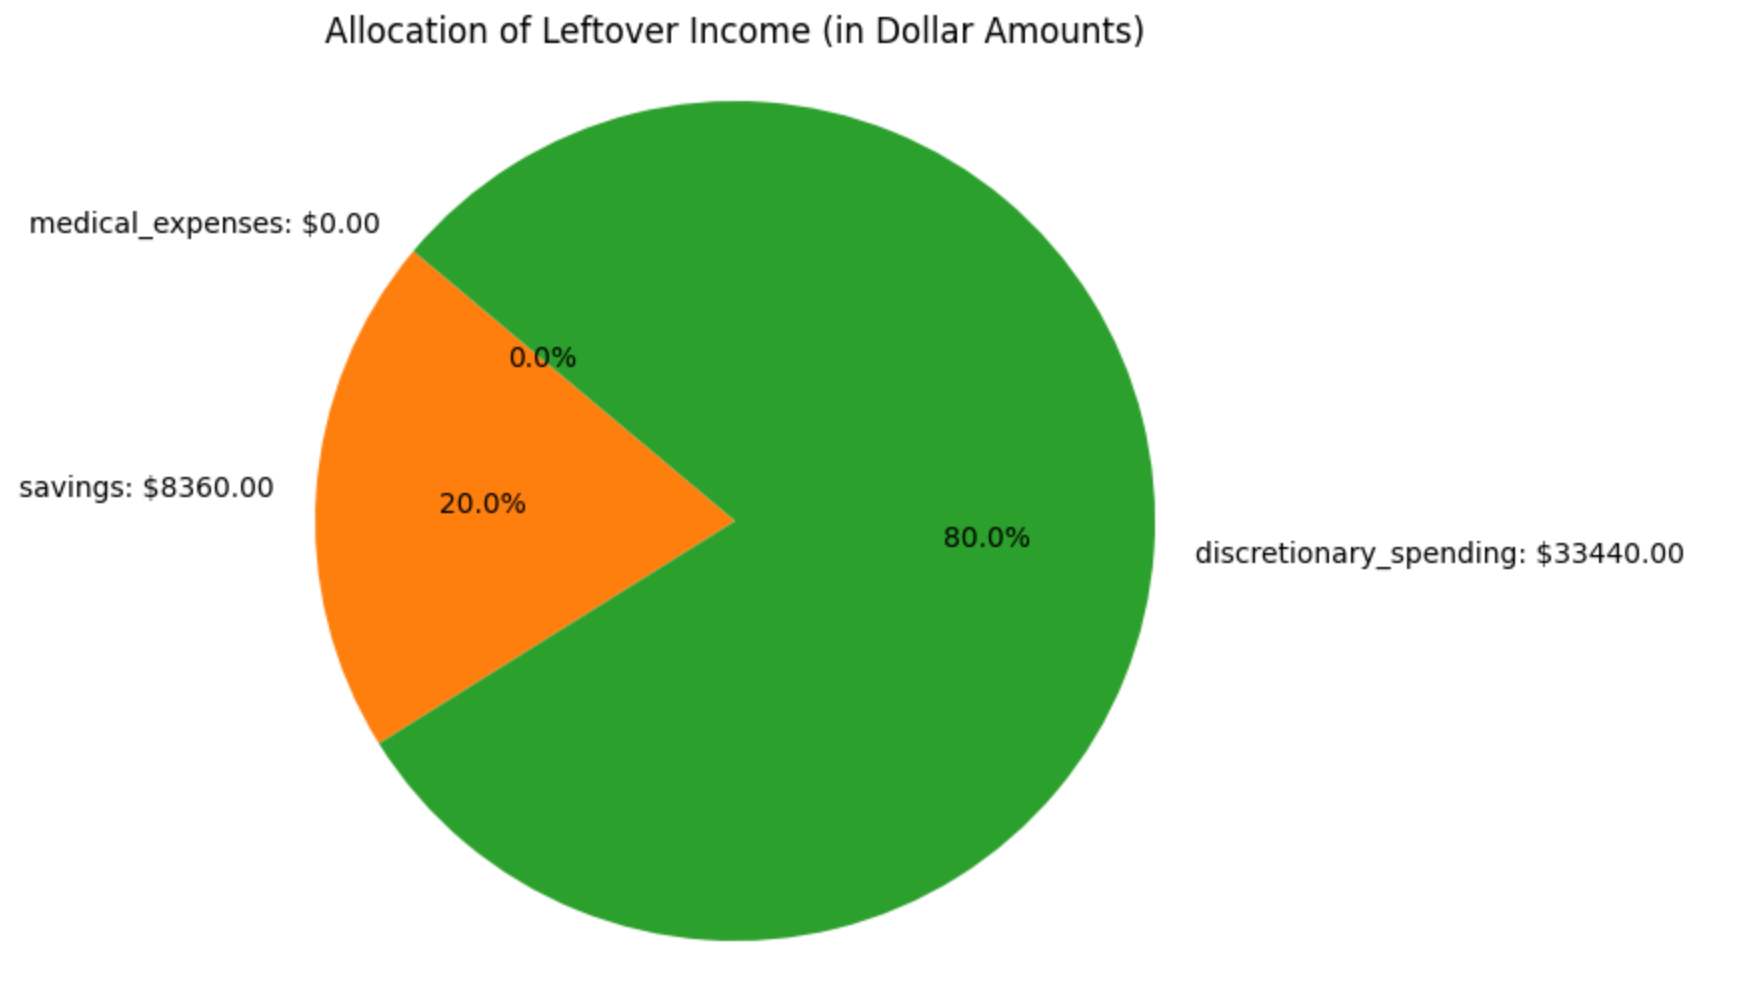 Allocation of Leftover Income (in Dollar Amounts)
medical_expenses: $0.00
0.0%
savings: $8360.00
20.0%
80.0%
discretionary_spending: $33440.00